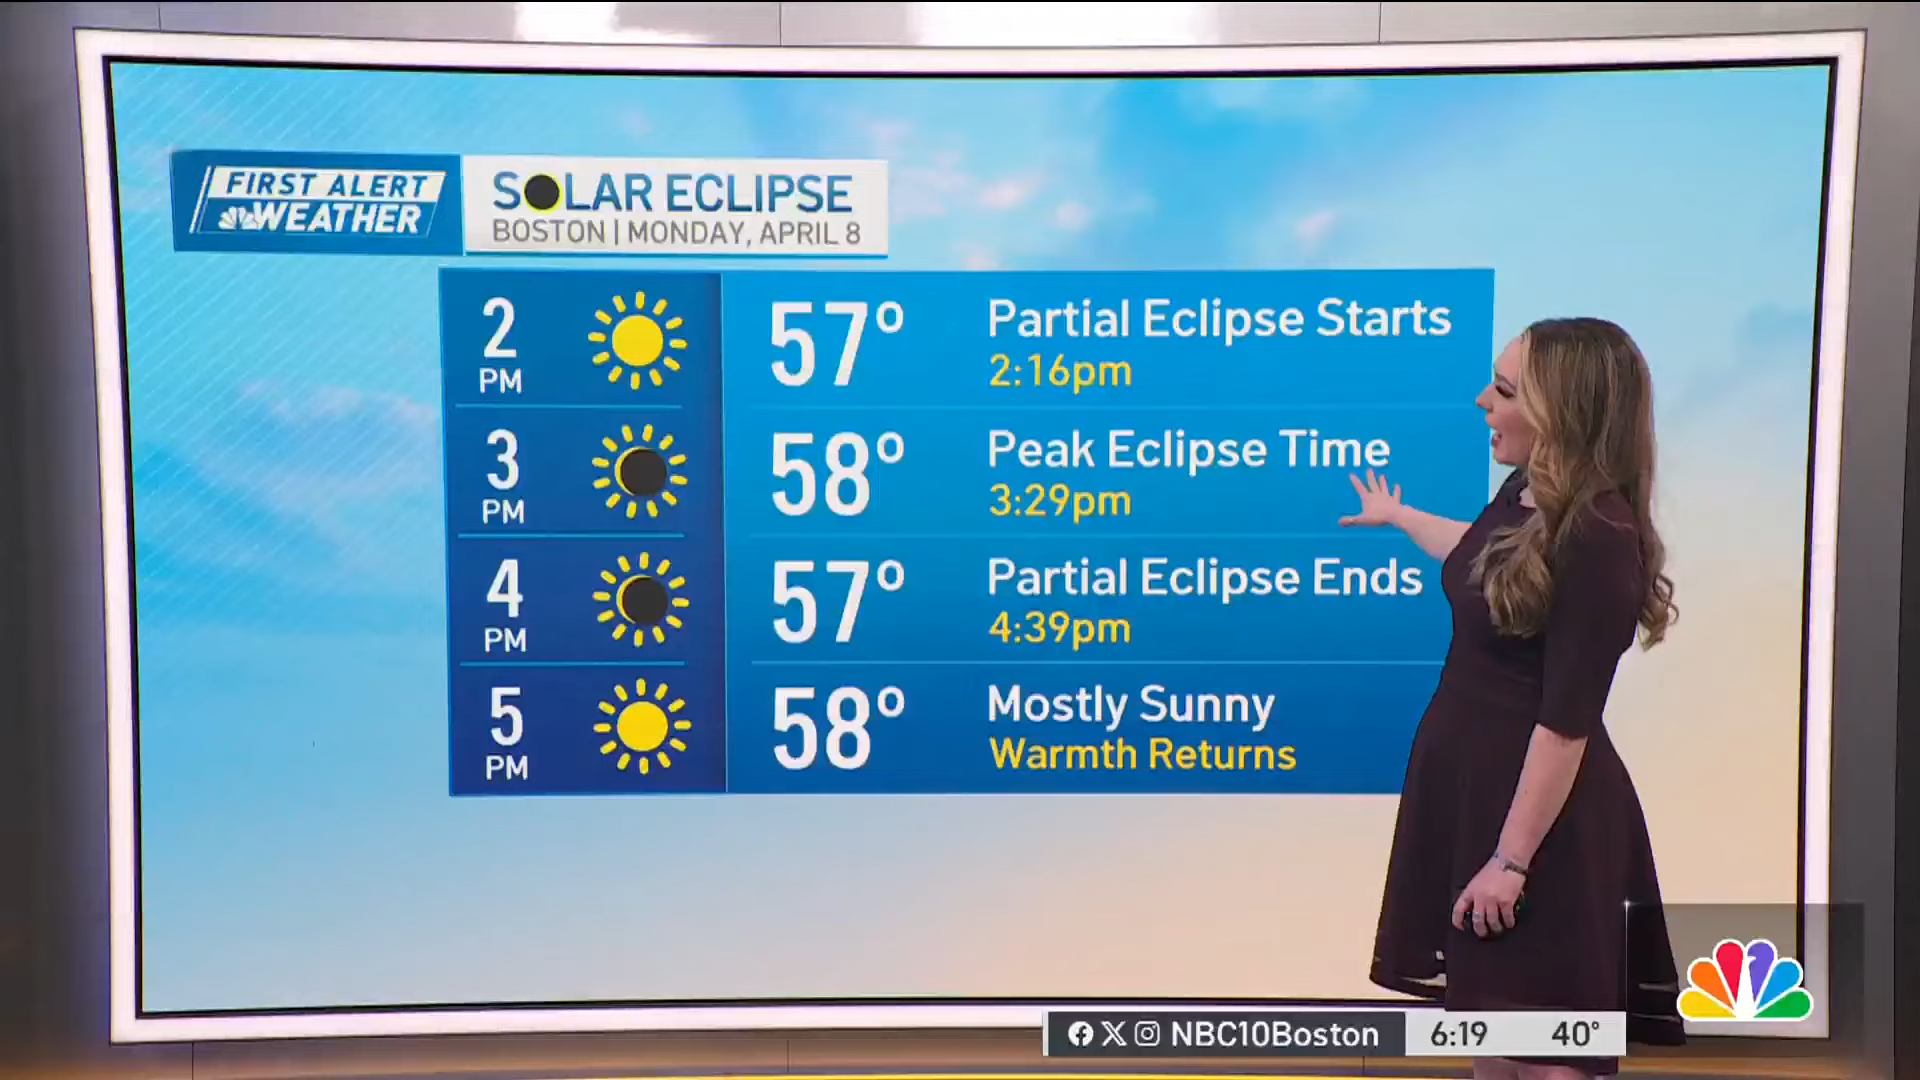 FIRST ALERT
WEATHER
SOLAR ECLIPSE
BOSTON | MONDAY, APRIL 8
2 PM 57° Partial Eclipse Starts
2:16pm
3 PM 58° Peak Eclipse Time
3:29pm
4 PM 57° Partial Eclipse Ends
4:39pm
5 PM 58° Mostly Sunny
Warmth Returns
NBC10Boston 6:19 40°